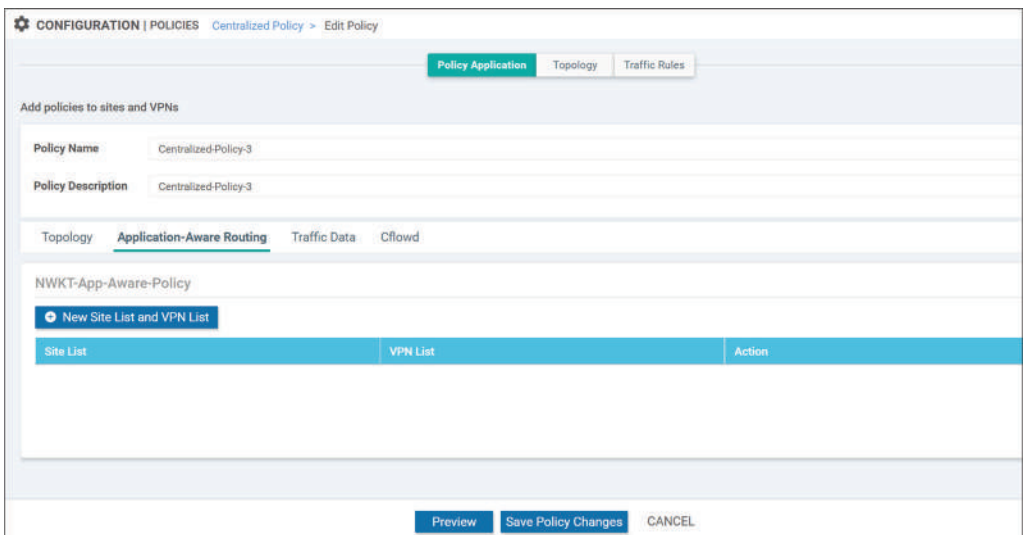 CONFIGURATION | POLICIES Centralized Policy > Edit Policy
Policy Application Topology Traffic Rules
Add policies to sites and VPNs
Policy Name Centralized-Policy-3
Policy Description Centralized-Policy-3
Topology Application-Aware Routing Traffic Data Cflowd
NWKT-App-Aware-Policy
New Site List and VPN List
Site List VPN List Action
Preview Save Policy Changes CANCEL